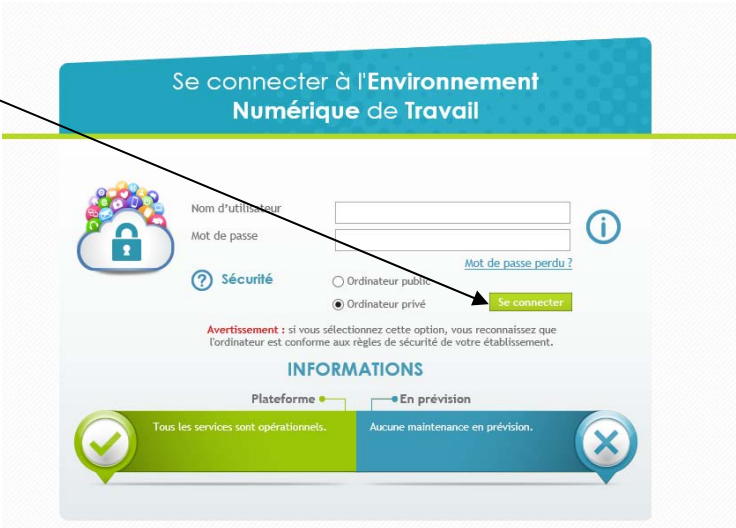 Se connecter à l'Environnement
Numérique de Travail
Nom d'utilisateur
Mot de passe
Mot de passe perdu ?
Sécurité
Ordinateur public
Ordinateur privé
Se connecter
Avertissement : si vous sélectionnez cette option, vous reconnaissez que
l'ordinateur est conforme aux règles de sécurité de votre établissement.
INFORMATIONS
Plateforme
En prévision
Tous les services sont opérationnels.
Aucune maintenance en prévision.